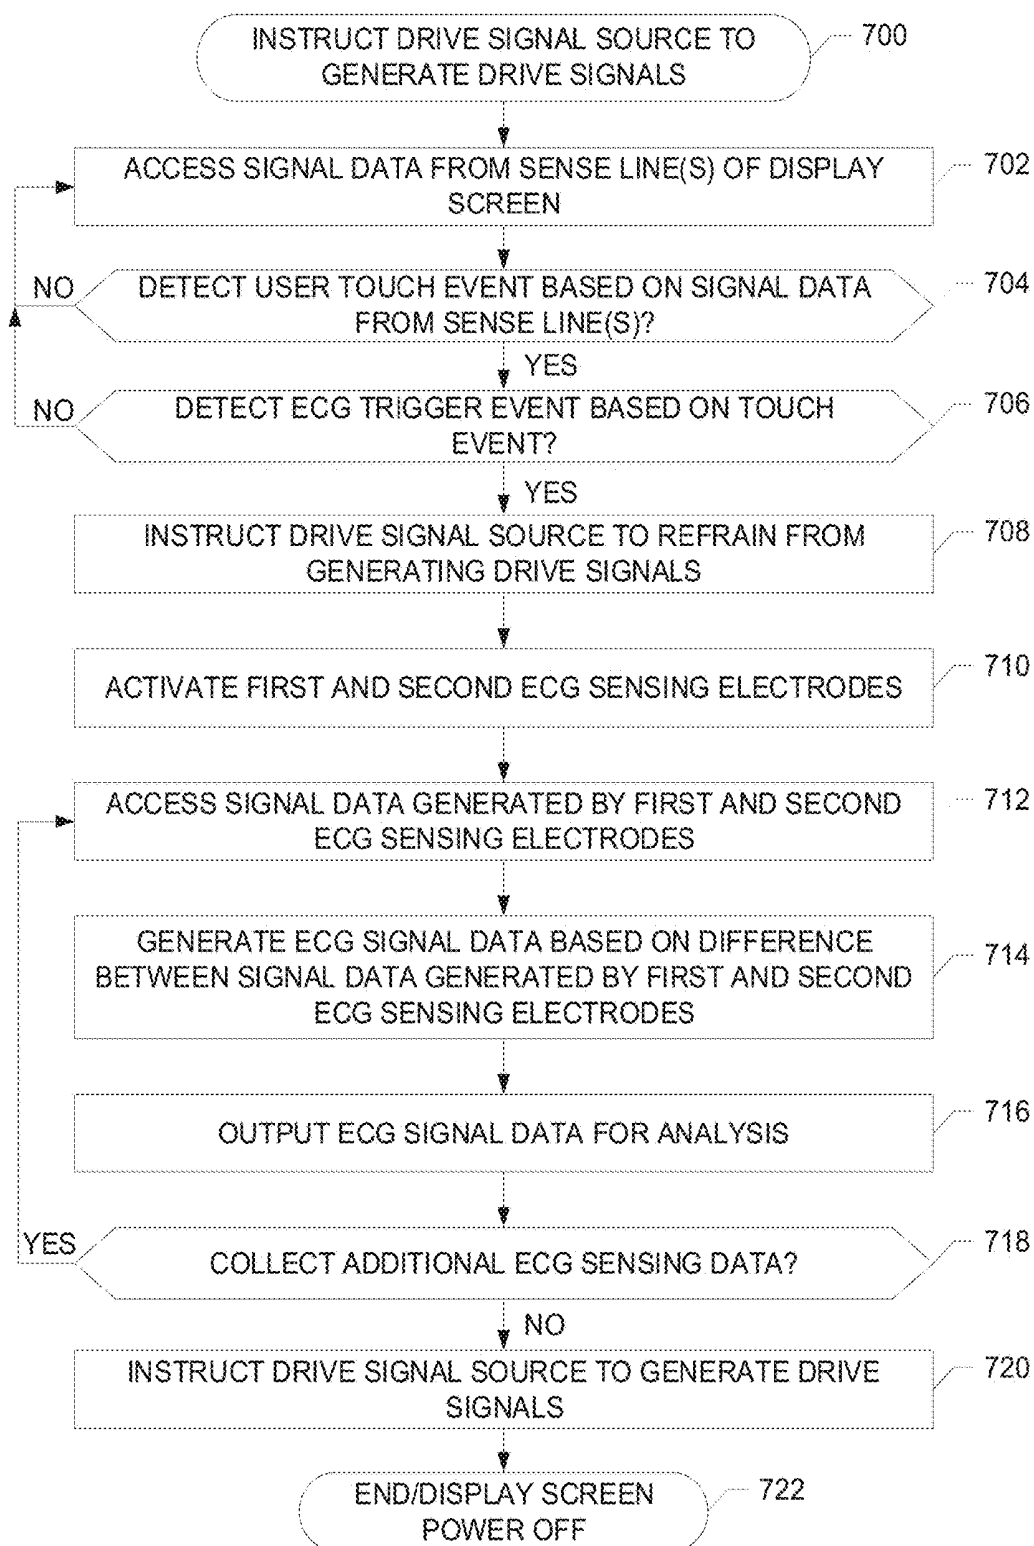 INSTRUCT DRIVE SIGNAL SOURCE TO
GENERATE DRIVE SIGNALS
700
ACCESS SIGNAL DATA FROM SENSE LINE(S) OF DISPLAY
SCREEN
702
NO
DETECT USER TOUCH EVENT BASED ON SIGNAL DATA
FROM SENSE LINE(S)?
704
YES
NO
DETECT ECG TRIGGER EVENT BASED ON TOUCH
EVENT?
706
YES
INSTRUCT DRIVE SIGNAL SOURCE TO REFRAIN FROM
GENERATING DRIVE SIGNALS
708
ACTIVATE FIRST AND SECOND ECG SENSING ELECTRODES
710
ACCESS SIGNAL DATA GENERATED BY FIRST AND SECOND
ECG SENSING ELECTRODES
712
GENERATE ECG SIGNAL DATA BASED ON DIFFERENCE
BETWEEN SIGNAL DATA GENERATED BY FIRST AND SECOND
ECG SENSING ELECTRODES
714
OUTPUT ECG SIGNAL DATA FOR ANALYSIS
716
YES
COLLECT ADDITIONAL ECG SENSING DATA?
718
NO
INSTRUCT DRIVE SIGNAL SOURCE TO GENERATE DRIVE
SIGNALS
720
END/DISPLAY SCREEN
POWER OFF
722